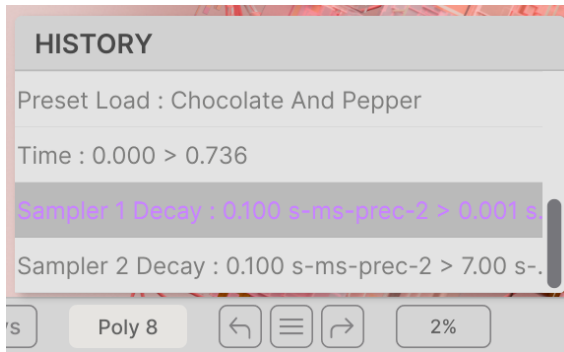 HISTORY
Preset Load : Chocolate And Pepper
Time : 0.000 > 0.736
Sampler 1 Decay : 0.100 s-ms-prec-2 > 0.001 s.
Sampler 2 Decay : 0.100 s-ms-prec-2 > 7.00 s-.
Poly 8
2%